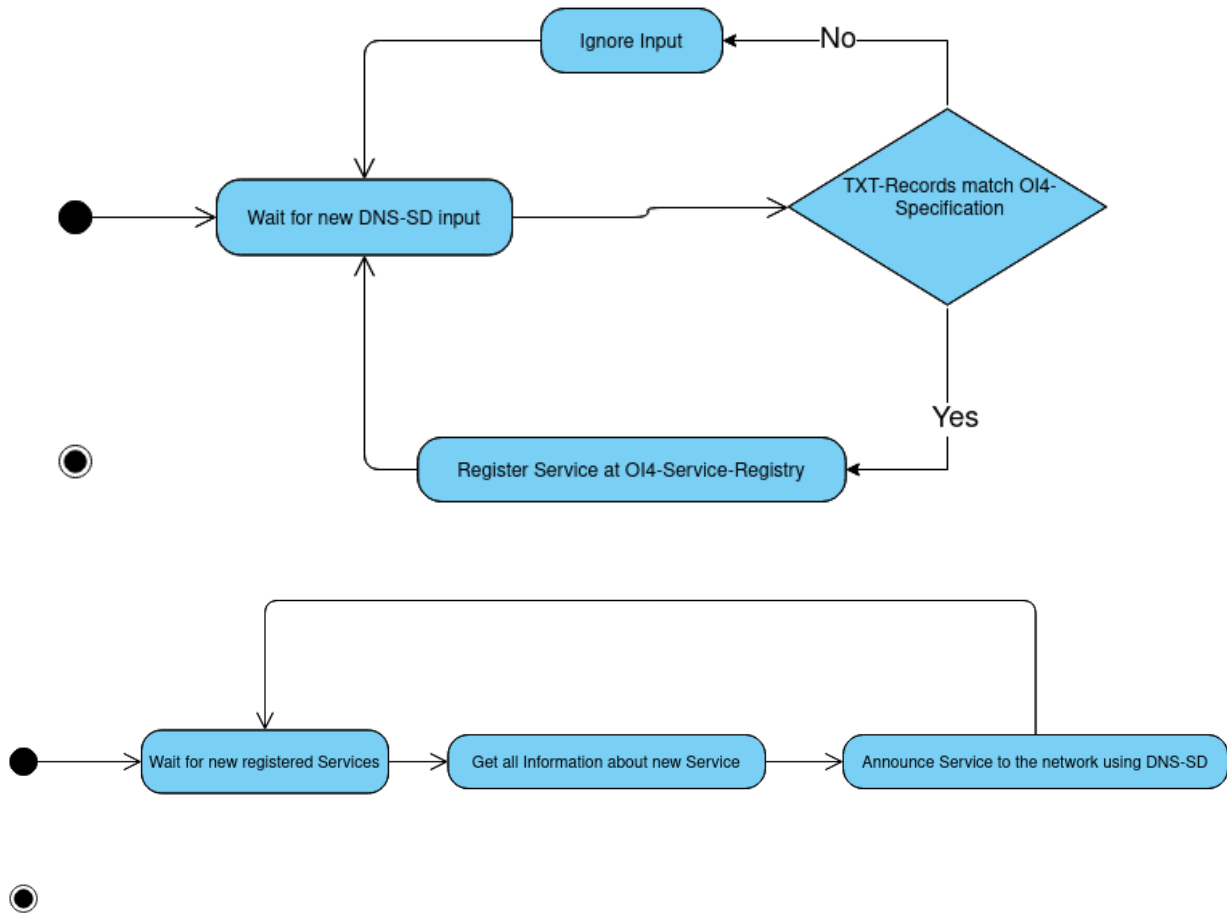 Ignore Input
No
TXT-Records match OI4-
Specification
Wait for new DNS-SD input
Yes
Register Service at OI4-Service-Registry
Wait for new registered Services
Get all Information about new Service
Announce Service to the network using DNS-SD